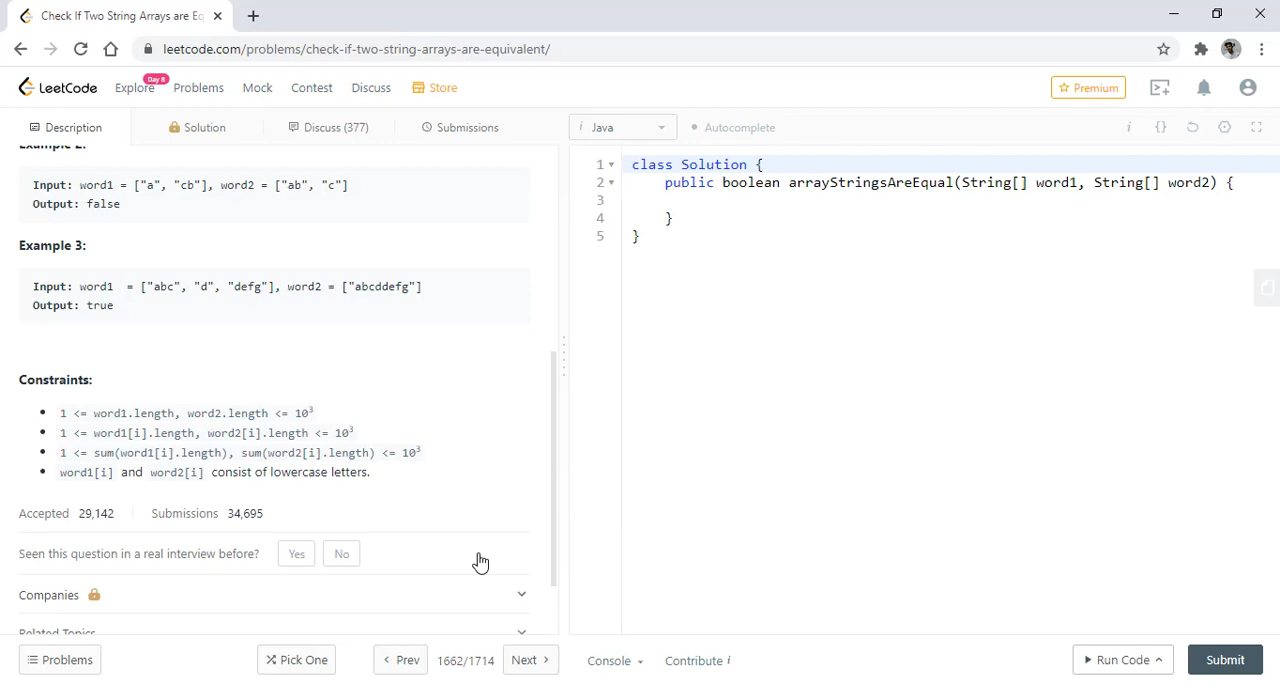 Check If Two String Arrays are Eq
leetcode.com/problems/check-if-two-string-arrays-are-equivalent/
LeetCode Explore Day 8 Problems Mock Contest Discuss Store Premium
Description Solution Discuss (377) Submissions i Java Autocomplete i {}
Example 2:
Input: word1 = ["a", "cb"], word2 = ["ab", "c"]
Output: false
Example 3:
Input: word1  = ["abc", "d", "defg"], word2 = ["abcddefg"]
Output: true
Constraints:
1 <= word1.length, word2.length <= 10³
1 <= word1[i].length, word2[i].length <= 10³
1 <= sum(word1[i].length), sum(word2[i].length) <= 10³
word1[i] and word2[i] consist of lowercase letters.
Accepted 29,142 Submissions 34,695
Seen this question in a real interview before? Yes No
Companies
Related Topics
1 class Solution {
2     public boolean arrayStringsAreEqual(String[] word1, String[] word2) {
3
4     }
5 }
Problems Pick One Prev 1662/1714 Next Console Contribute i Run Code Submit